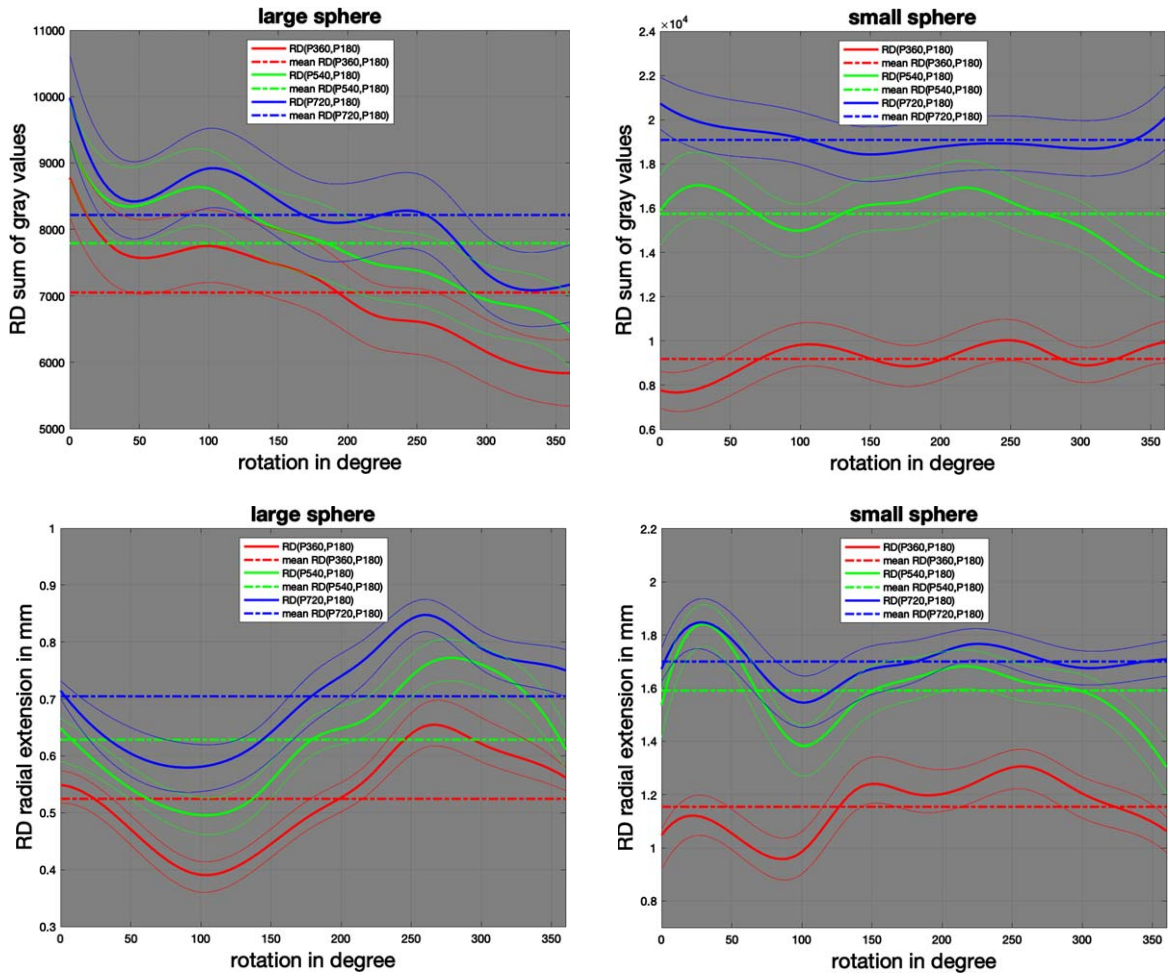 large sphere
RD sum of gray values
11000
10000
9000
8000
7000
6000
5000
RD(P360,P180)
mean RD(P360,P180)
RD(P540,P180)
mean RD(P540,P180)
RD(P720,P180)
mean RD(P720,P180)
0 50 100 150 200 250 300 350
rotation in degree
small sphere
×10⁴
RD sum of gray values
2.4
2.2
2
1.8
1.6
1.4
1.2
1
0.8
0.6
RD(P360,P180)
mean RD(P360,P180)
RD(P540,P180)
mean RD(P540,P180)
RD(P720,P180)
mean RD(P720,P180)
0 50 100 150 200 250 300 350
rotation in degree
large sphere
RD radial extension in mm
1
0.9
0.8
0.7
0.6
0.5
0.4
0.3
RD(P360,P180)
mean RD(P360,P180)
RD(P540,P180)
mean RD(P540,P180)
RD(P720,P180)
mean RD(P720,P180)
0 50 100 150 200 250 300 350
rotation in degree
small sphere
RD radial extension in mm
2.2
2
1.8
1.6
1.4
1.2
1
0.8
RD(P360,P180)
mean RD(P360,P180)
RD(P540,P180)
mean RD(P540,P180)
RD(P720,P180)
mean RD(P720,P180)
0 50 100 150 200 250 300 350
rotation in degree